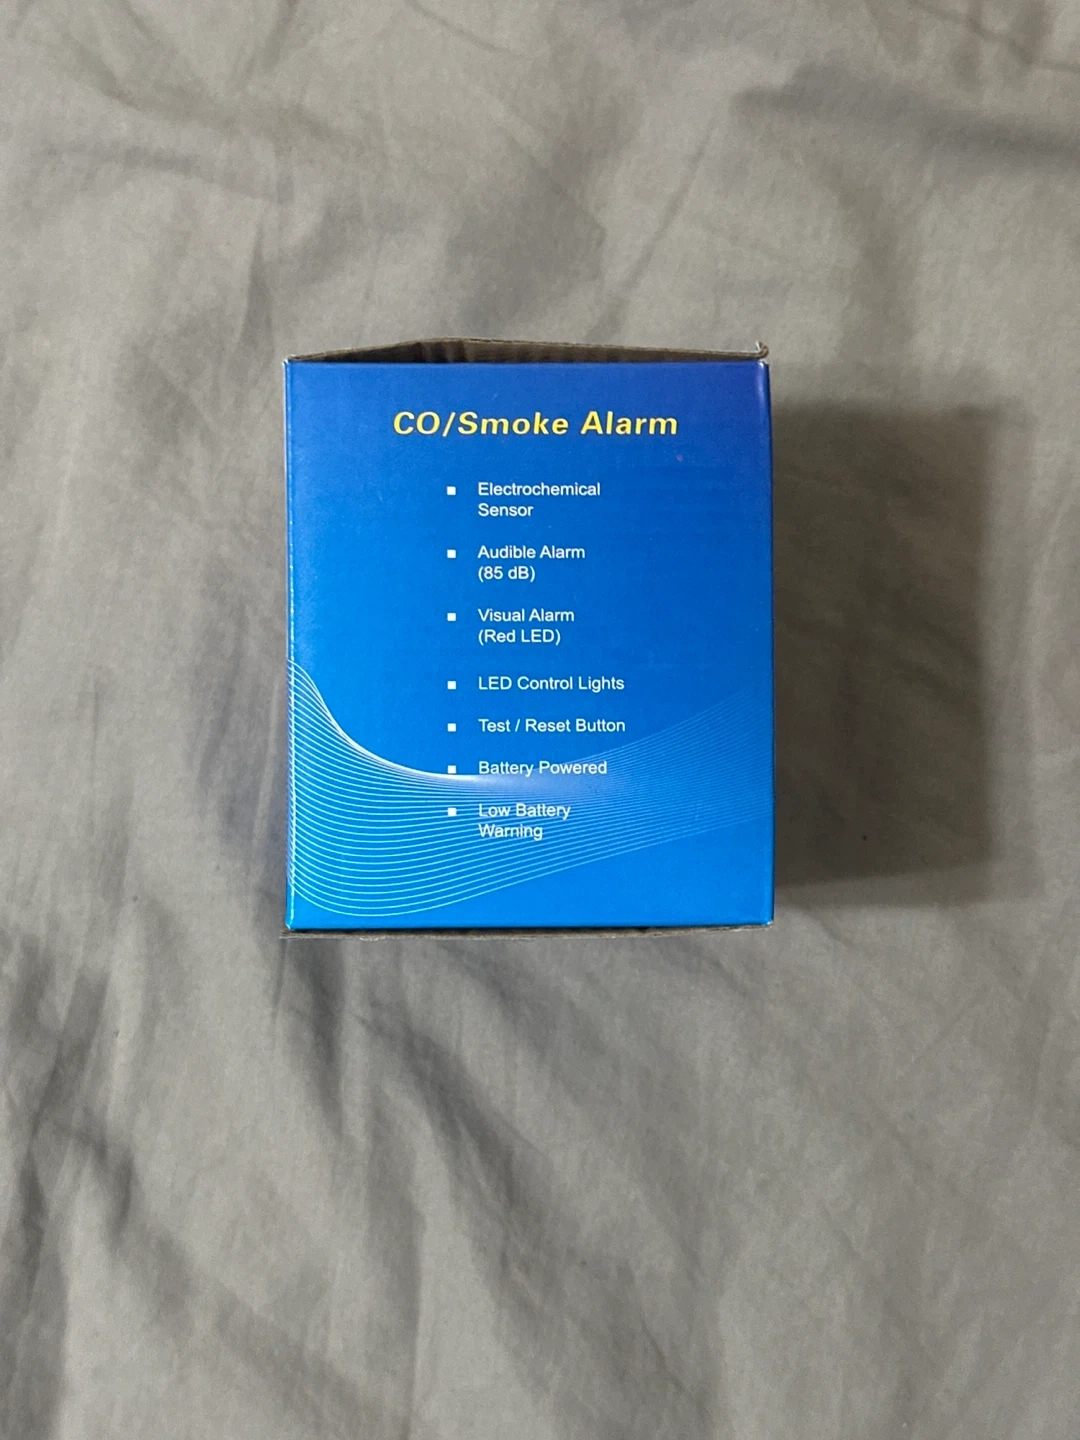 CO/Smoke Alarm
▪ Electrochemical
Sensor
▪ Audible Alarm
(85 dB)
▪ Visual Alarm
(Red LED)
▪ LED Control Lights
▪ Test / Reset Button
▪ Battery Powered
▪ Low Battery
Warning